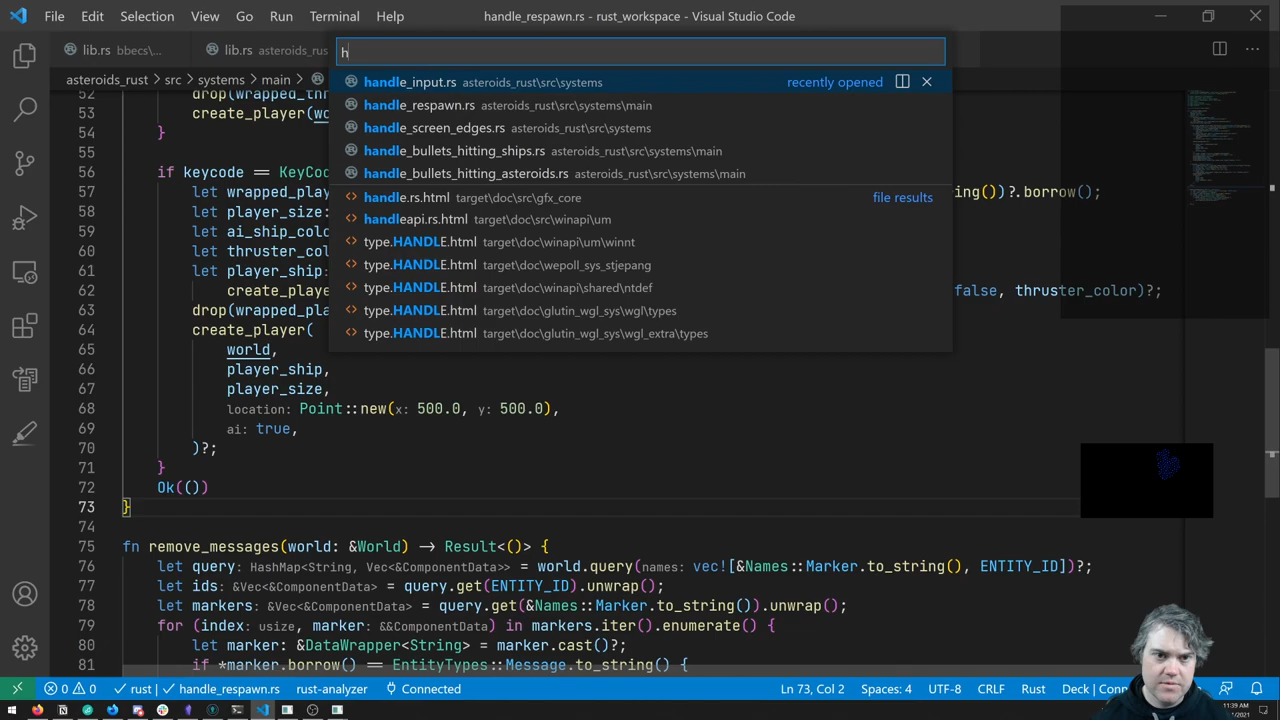 File Edit Selection View Go Run Terminal Help handle_respawn.rs - rust_workspace - Visual Studio Code
lib.rs bbecs\... lib.rs asteroids_rus
h
asteroids_rust > src > systems > main >
handle_input.rs asteroids_rust\src\systems recently opened
handle_respawn.rs asteroids_rust\src\systems\main
handle_screen_edges.rs asteroids_rust\src\systems
handle_bullets_hitting_ships.rs asteroids_rust\src\systems\main
handle_bullets_hitting_asteroids.rs asteroids_rust\src\systems\main
handle.rs.html target\doc\src\gfx_core file results
handleapi.rs.html target\doc\src\winapi\um
type.HANDLE.html target\doc\winapi\um\winnt
type.HANDLE.html target\doc\wepoll_sys_stjepang
type.HANDLE.html target\doc\winapi\shared\ntdef
type.HANDLE.html target\doc\glutin_wgl_sys\wgl\types
type.HANDLE.html target\doc\glutin_wgl_sys\wgl_extra\types
52 drop(wrapped_thr
53 create_player(wo
54 }
55
56 if keycode == KeyCod
57 let wrapped_play ing())?.borrow();
58 let player_size:
59 let ai_ship_colo
60 let thruster_col
61 let player_ship:
62 create_playe false, thruster_color)?;
63 drop(wrapped_pla
64 create_player(
65 world,
66 player_ship,
67 player_size,
68 location: Point::new(x: 500.0, y: 500.0),
69 ai: true,
70 )?;
71 }
72 Ok(())
73 }
74
75 fn remove_messages(world: &World) → Result<()> {
76 let query: HashMap<String, Vec<&ComponentData>> = world.query(names: vec![&Names::Marker.to_string(), ENTITY_ID])?;
77 let ids: &Vec<&ComponentData> = query.get(ENTITY_ID).unwrap();
78 let markers: &Vec<&ComponentData> = query.get(&Names::Marker.to_string()).unwrap();
79 for (index: usize, marker: &&ComponentData) in markers.iter().enumerate() {
80 let marker: &DataWrapper<String> = marker.cast()?;
81 if *marker.borrow() == EntityTypes::Message.to_string() {
0 0 rust handle_respawn.rs rust-analyzer Connected Ln 73, Col 2 Spaces: 4 UTF-8 CRLF Rust Deck | Conn
11:39 AM